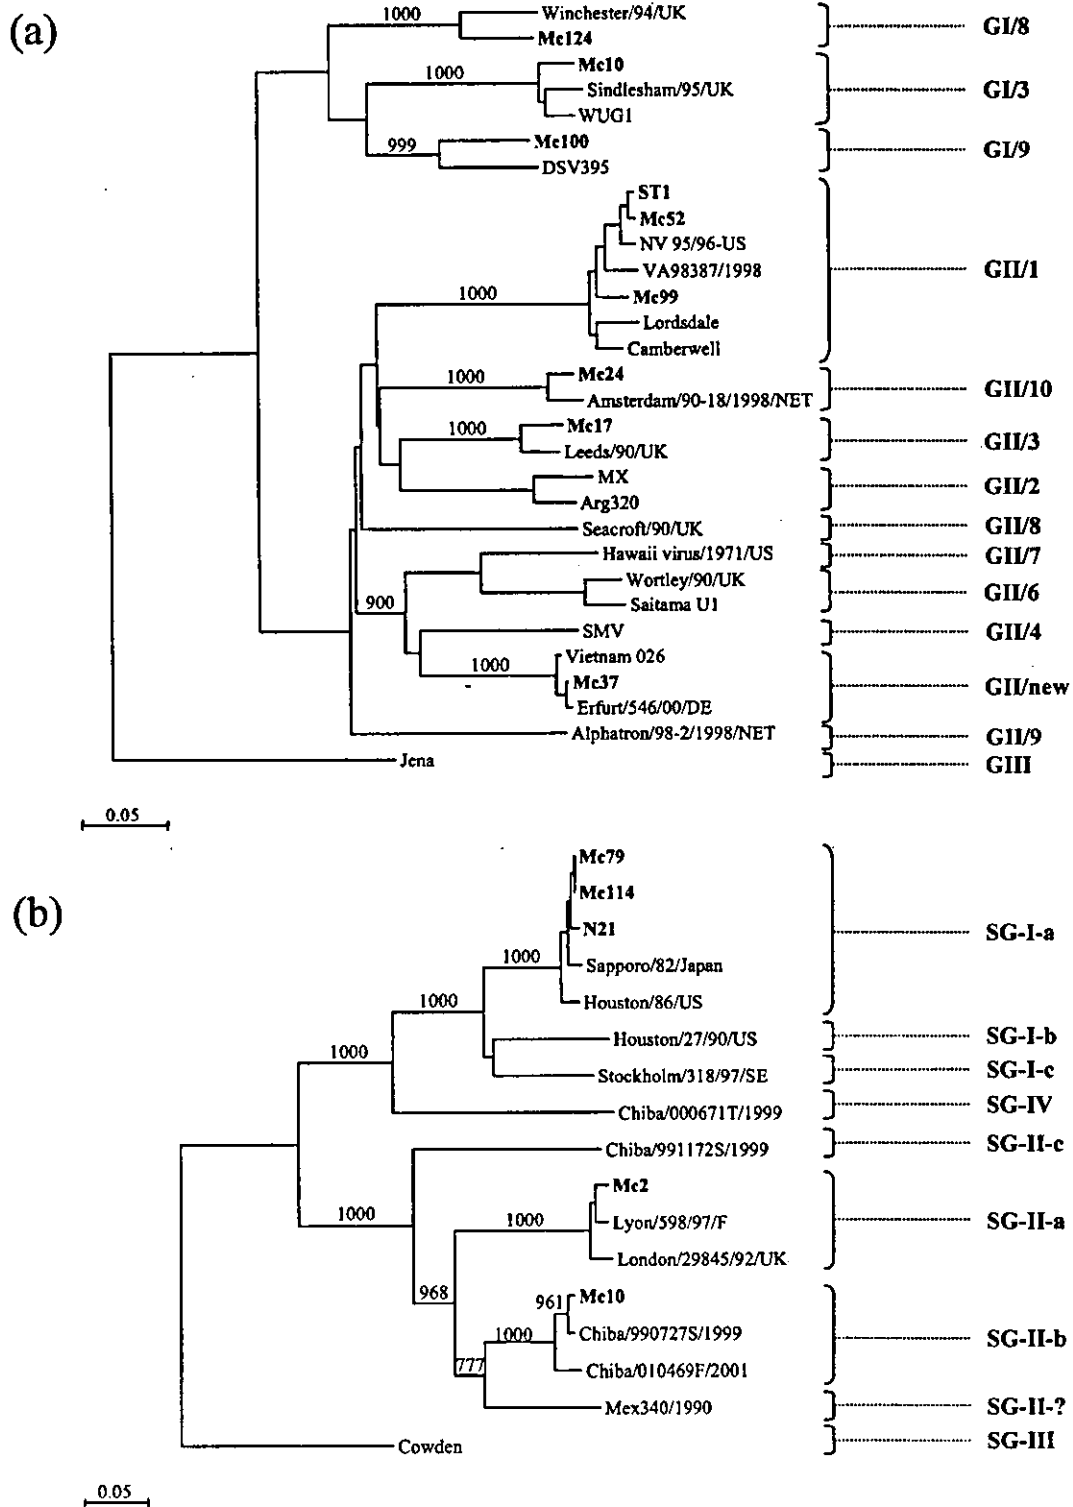 (a)
1000
Winchester/94/UK
Mc124
GI/8
1000
Mc10
Sindlesham/95/UK
WUG1
GI/3
999
Mc100
DSV395
GI/9
ST1
Mc52
NV 95/96-US
VA98387/1998
GII/1
1000
Mc99
Lordsdale
Camberwell
1000
Mc24
Amsterdam/90-18/1998/NET
GII/10
1000
Mc17
Leeds/90/UK
GII/3
MX
Arg320
GII/2
Seacroft/90/UK
GII/8
Hawaii virus/1971/US
GII/7
900
Wortley/90/UK
Saitama U1
GII/6
SMV
GII/4
1000
Vietnam 026
Mc37
Erfurt/546/00/DE
GII/new
Alphatron/98-2/1998/NET
GII/9
Jena
GIII
0.05
(b)
Mc79
Mc114
N21
SG-I-a
1000
Sapporo/82/Japan
Houston/86/US
1000
Houston/27/90/US
SG-I-b
1000
Stockholm/318/97/SE
SG-I-c
Chiba/000671T/1999
SG-IV
Chiba/991172S/1999
SG-II-c
Mc2
1000
1000
Lyon/598/97/F
SG-II-a
London/29845/92/UK
968
961
Mc10
1000
Chiba/990727S/1999
SG-II-b
777
Chiba/010469F/2001
Mex340/1990
SG-II-?
Cowden
SG-III
0.05